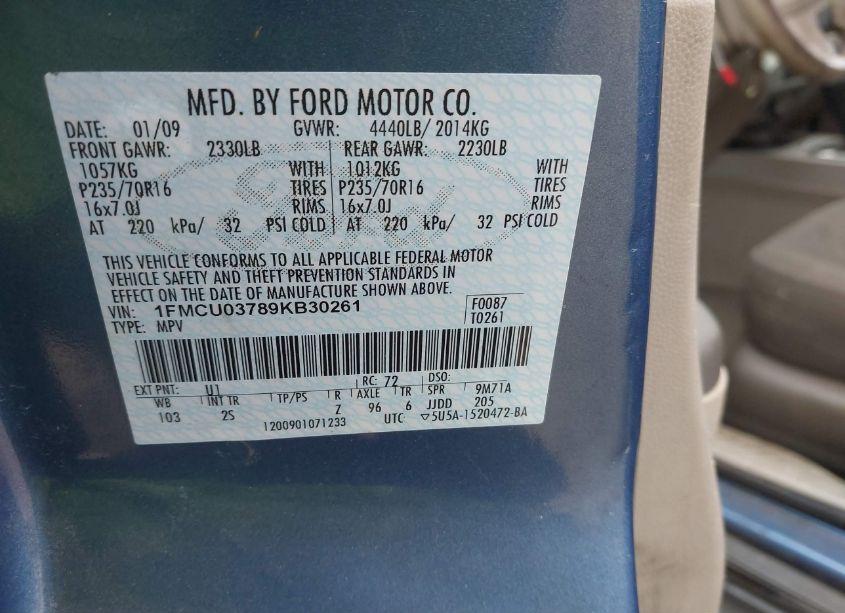 MFD. BY FORD MOTOR CO.
DATE: 01/09 GVWR: 4440LB/ 2014KG
FRONT GAWR: 2330LB REAR GAWR: 2230LB
1057KG WITH 1012KG WITH
P235/70R16 TIRES P235/70R16 TIRES
16x7.0J RIMS 16x7.0J RIMS
AT 220 kPa/ 32 PSI COLD AT 220 kPa/ 32 PSI COLD
THIS VEHICLE CONFORMS TO ALL APPLICABLE FEDERAL MOTOR
VEHICLE SAFETY AND THEFT PREVENTION STANDARDS IN
EFFECT ON THE DATE OF MANUFACTURE SHOWN ABOVE.
VIN: 1FMCU03789KB30261 F0087
TYPE: MPV T0261
EXT PNT: U1 RC: 72 DSO:
WB INT TR TP/PS R AXLE TR SPR 9M71A
103 2S Z 96 6 JJDD 205
1200901071233 UTC ▽5U5A-1520472-BA